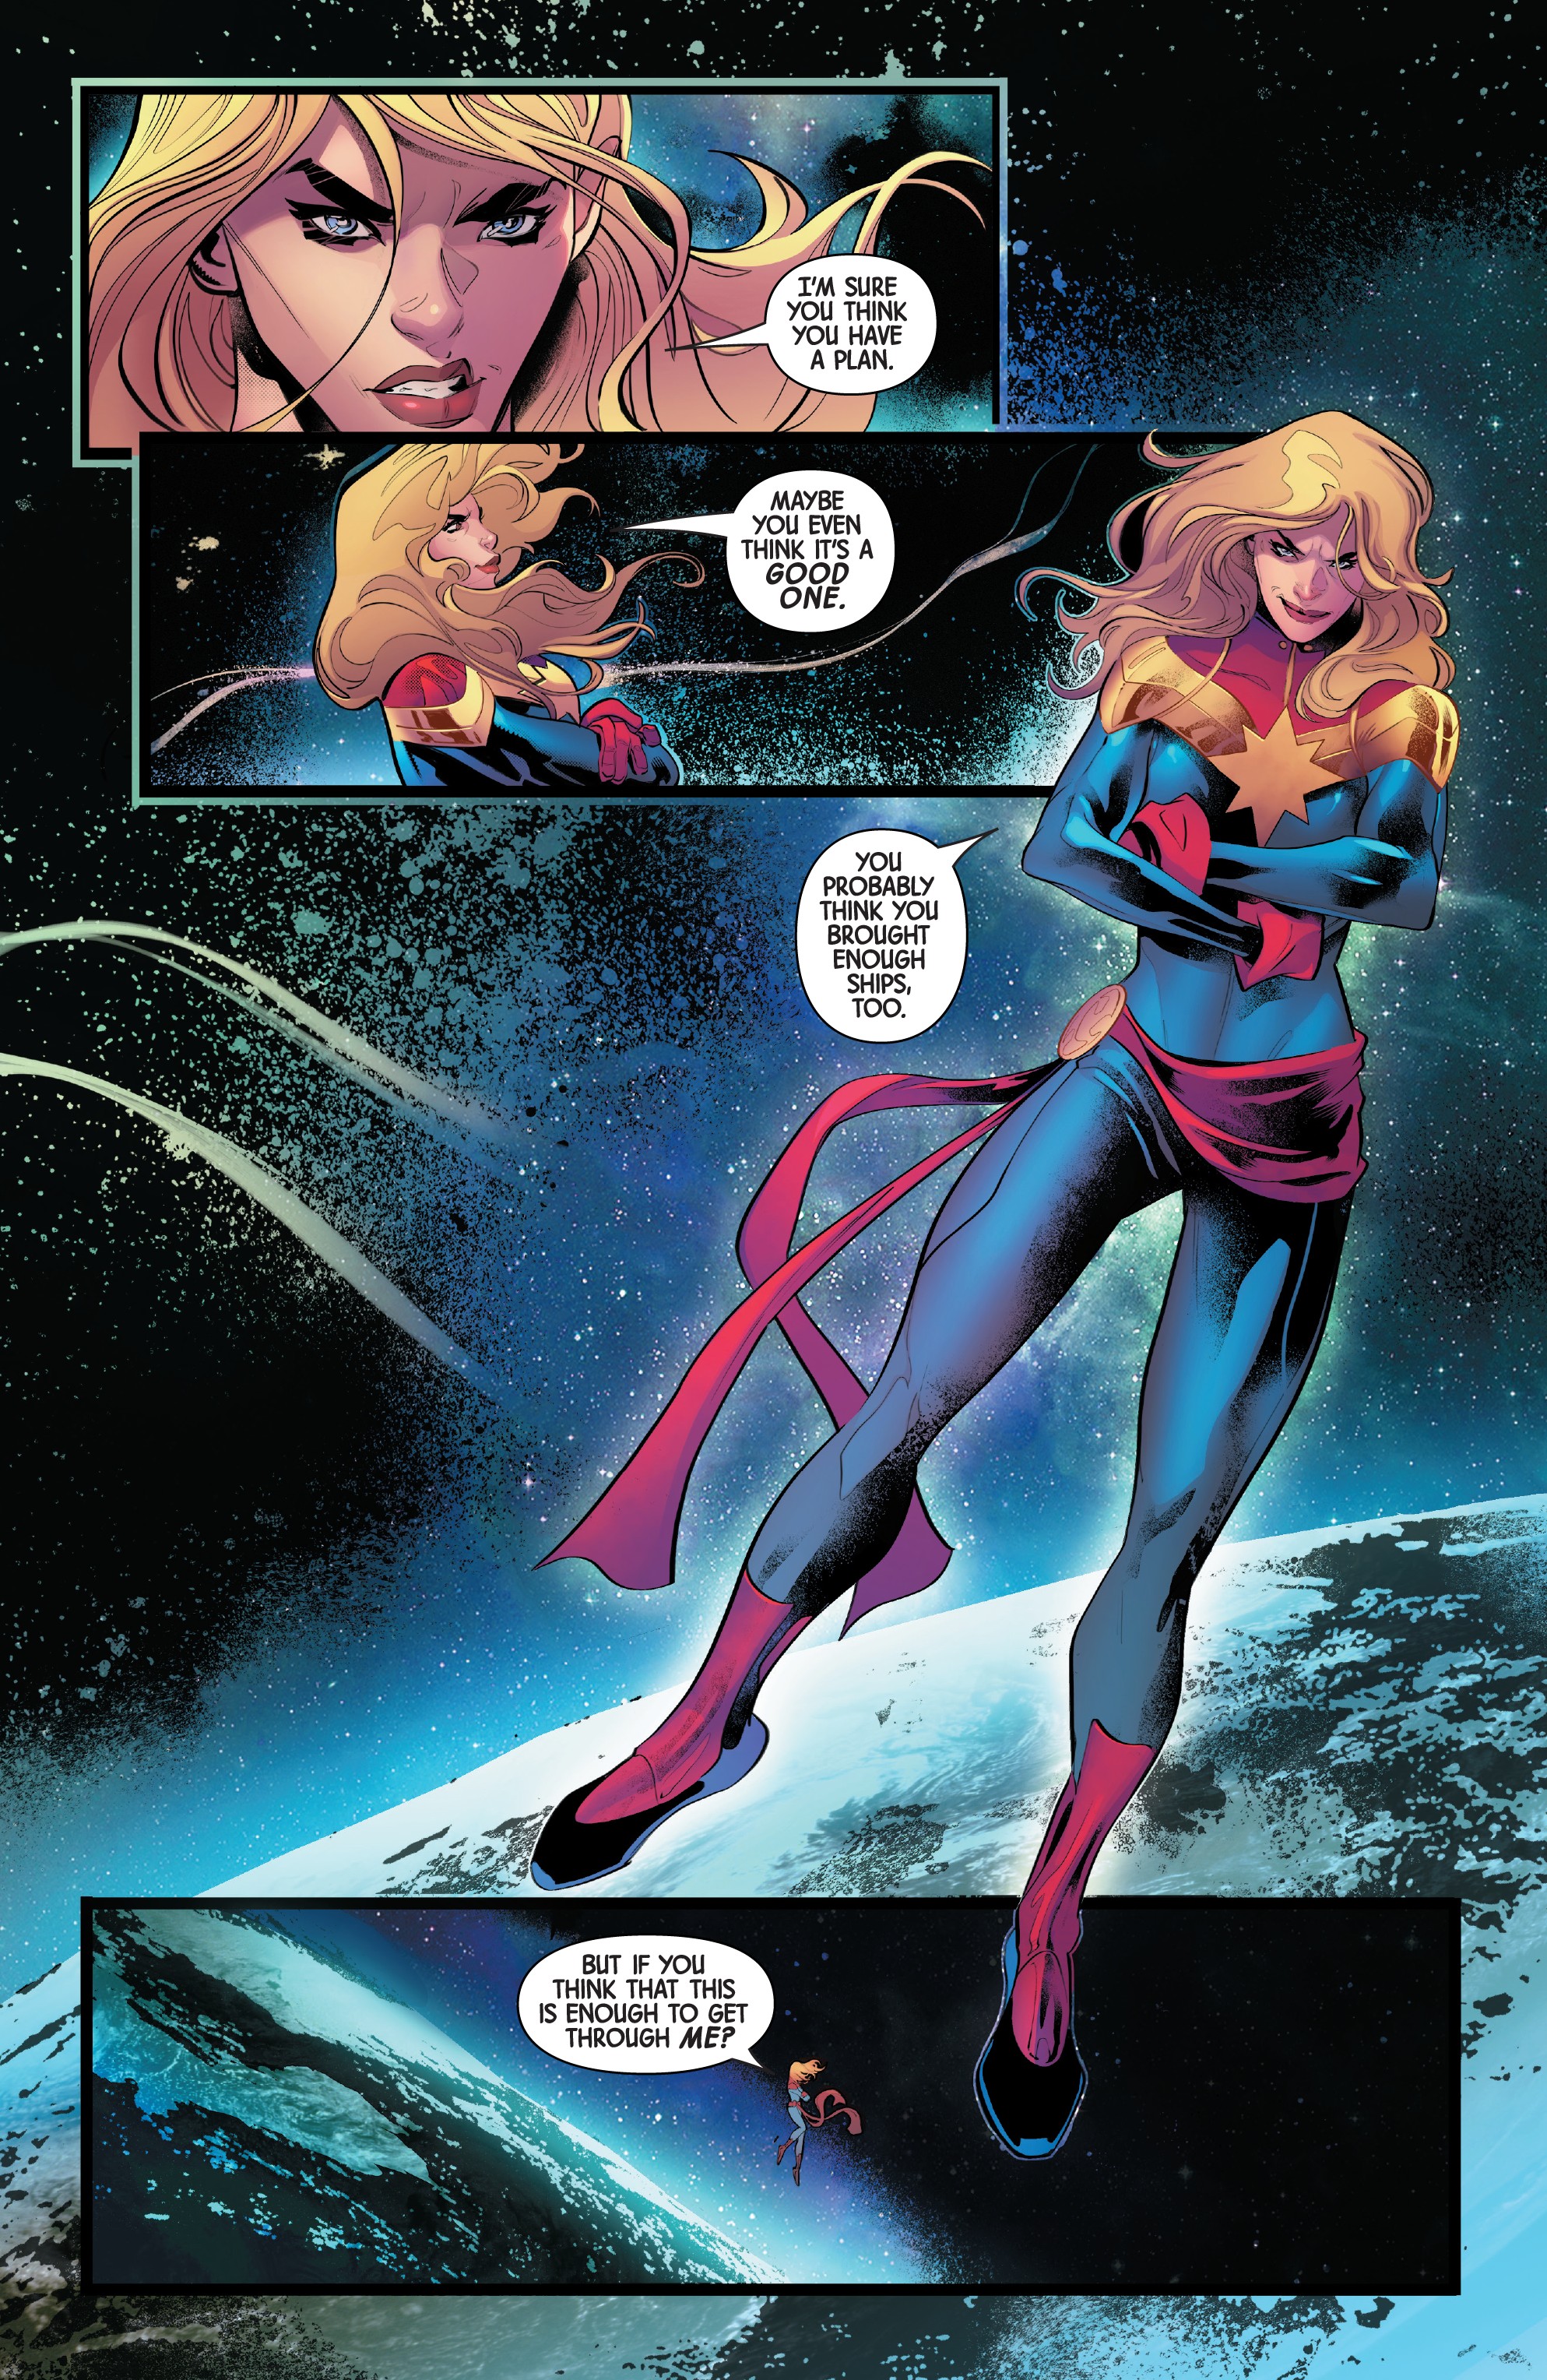 I'M SURE
YOU THINK
YOU HAVE
A PLAN.
MAYBE
YOU EVEN
THINK IT'S A
GOOD
ONE.
YOU
PROBABLY
THINK YOU
BROUGHT
ENOUGH
SHIPS,
TOO.
BUT IF YOU
THINK THAT THIS
IS ENOUGH TO GET
THROUGH ME?